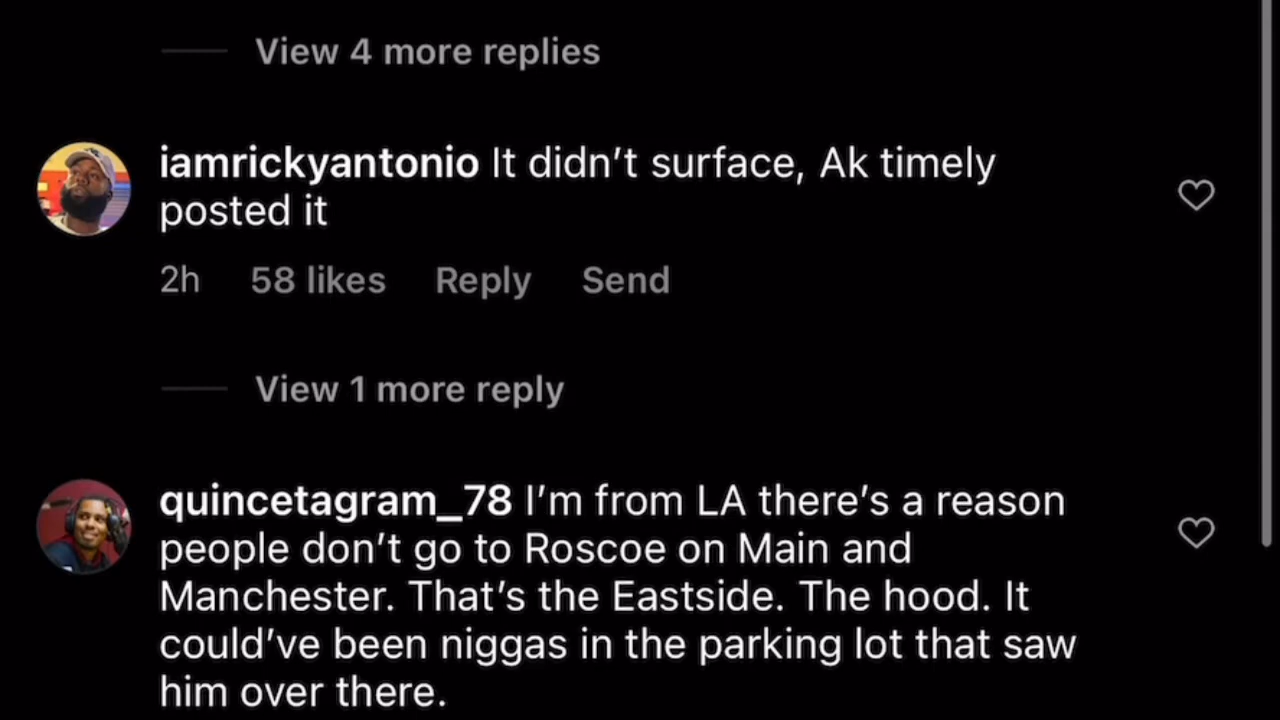 View 4 more replies
iamrickyantonio It didn't surface, Ak timely
posted it
2h 58 likes Reply Send
View 1 more reply
quincetagram_78 I'm from LA there's a reason
people don't go to Roscoe on Main and
Manchester. That's the Eastside. The hood. It
could've been niggas in the parking lot that saw
him over there.